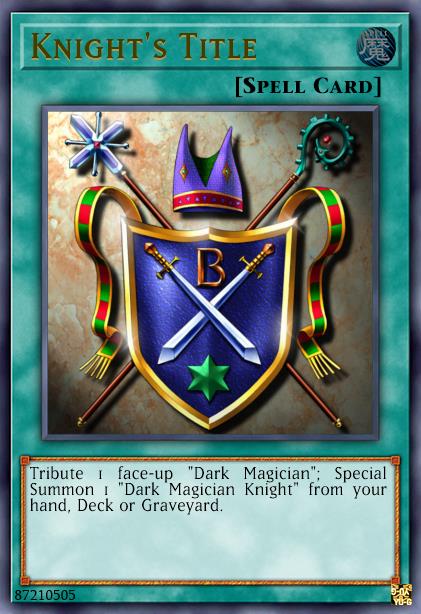 Knight's Title
魔
[Spell Card]
B
Tribute 1 face-up "Dark Magician"; Special
Summon 1 "Dark Magician Knight" from your
hand, Deck or Graveyard.
87210505